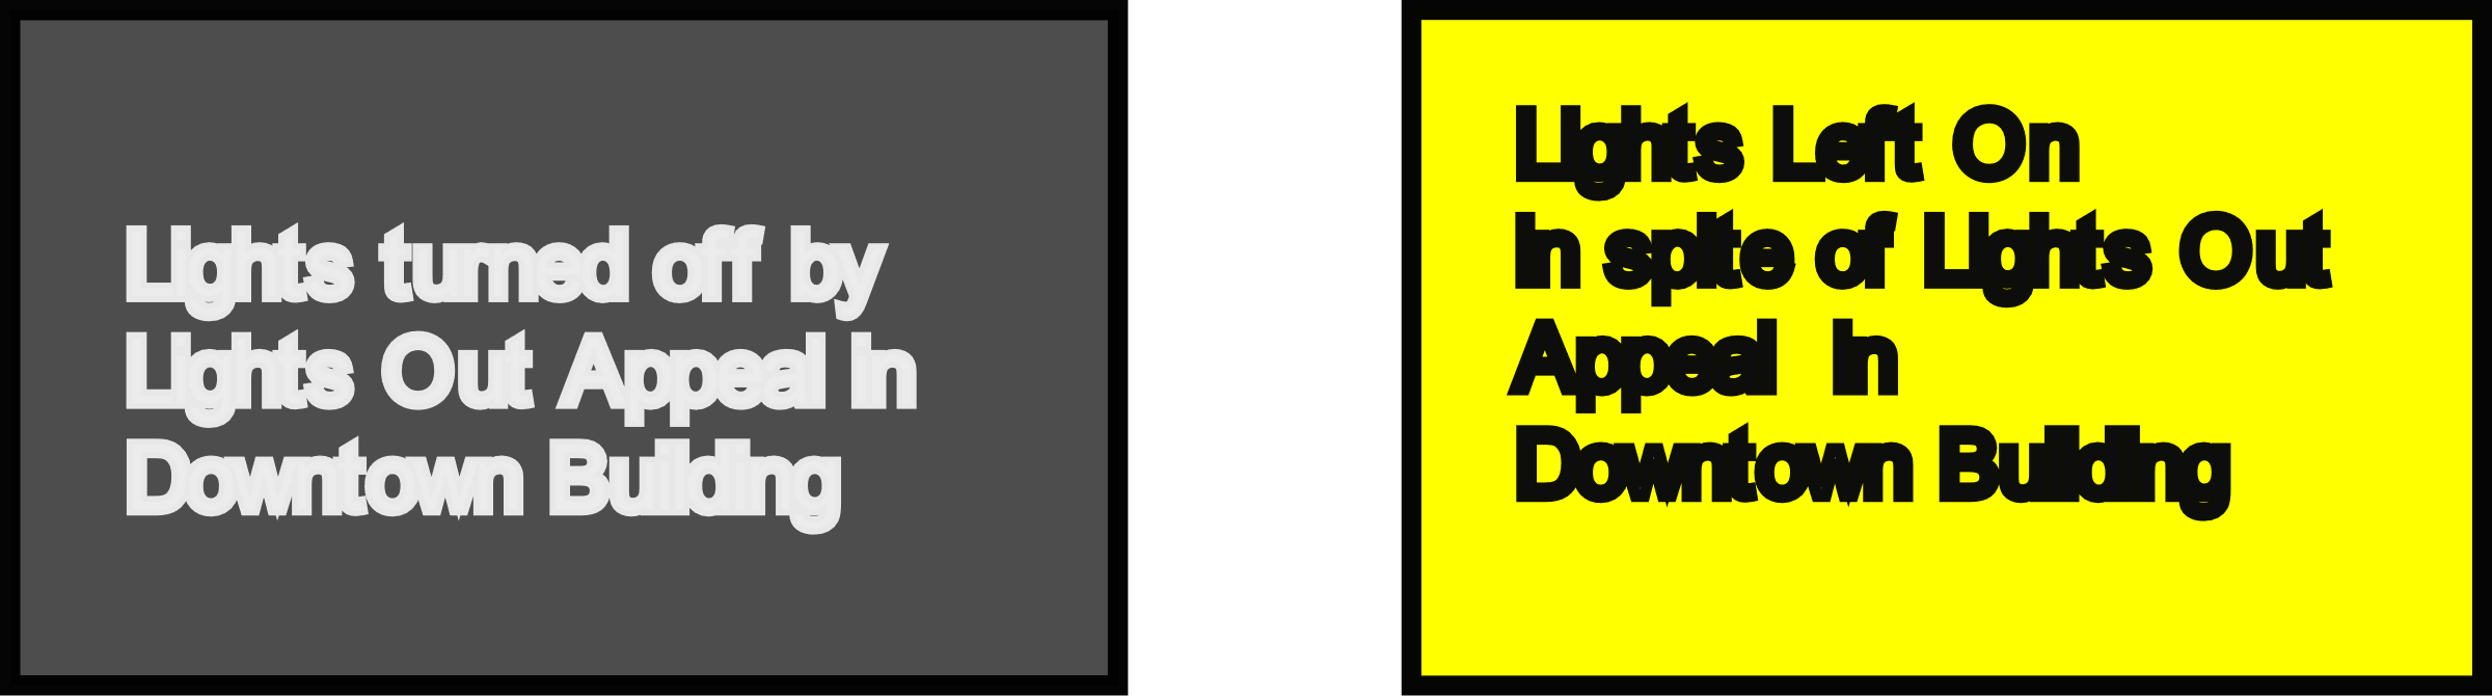 Lights turned off by
Lights Out Appeal in
Downtown Building
Lights Left On
In spite of Lights Out
Appeal In
Downtown Building